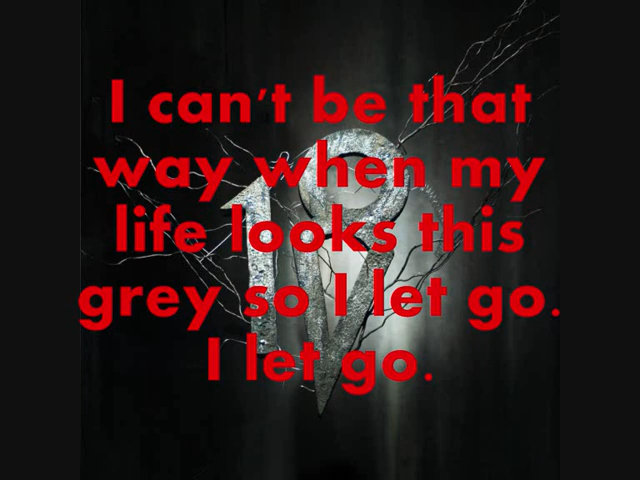 I can't be that
way when my
life looks this
grey so I let go.
I let go.